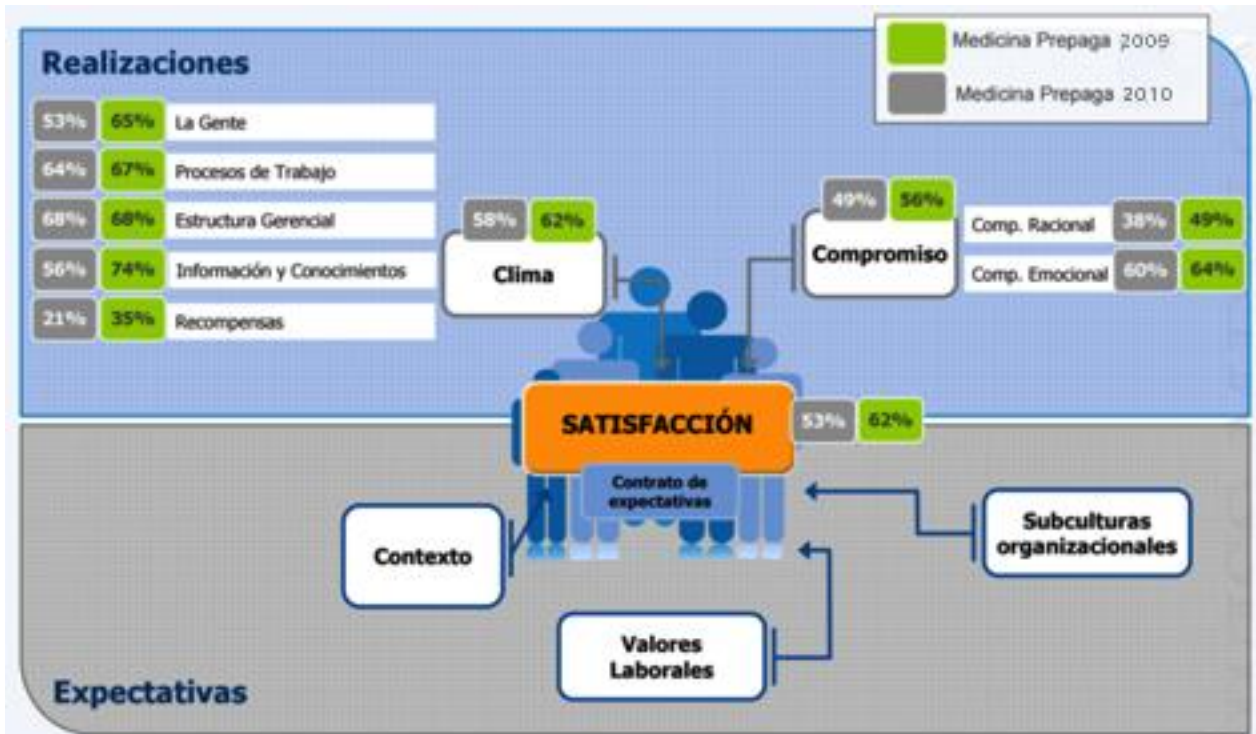 Realizaciones
Medicina Prepaga 2009
Medicina Prepaga 2010
53% 65% La Gente
64% 67% Procesos de Trabajo
68% 68% Estructura Gerencial
56% 74% Información y Conocimientos
21% 35% Recompensas
58% 62%
Clima
49% 56%
Compromiso
Comp. Racional 38% 49%
Comp. Emocional 60% 64%
SATISFACCIÓN 53% 62%
Contrato de
expectativas
Contexto
Subculturas
organizacionales
Valores
Laborales
Expectativas